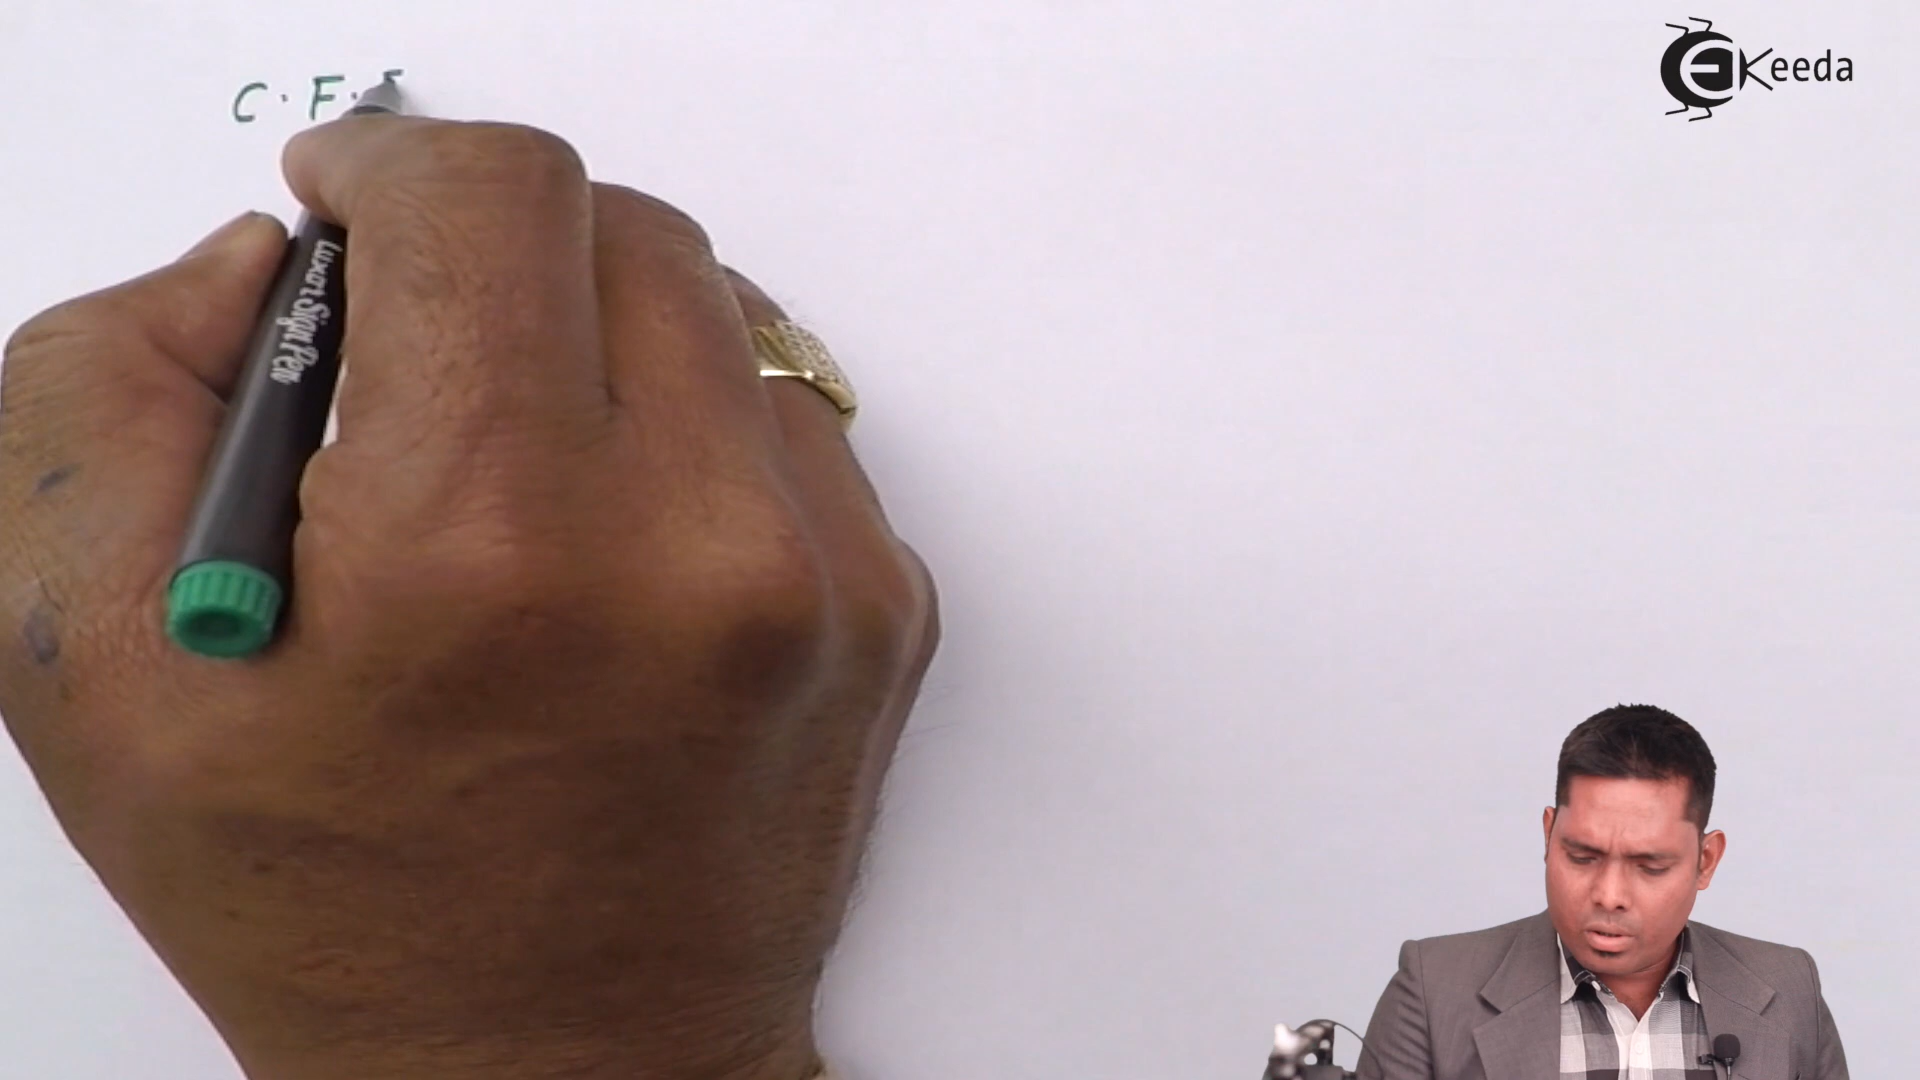 C. F.
EKeeda
Luxor Sign Pen